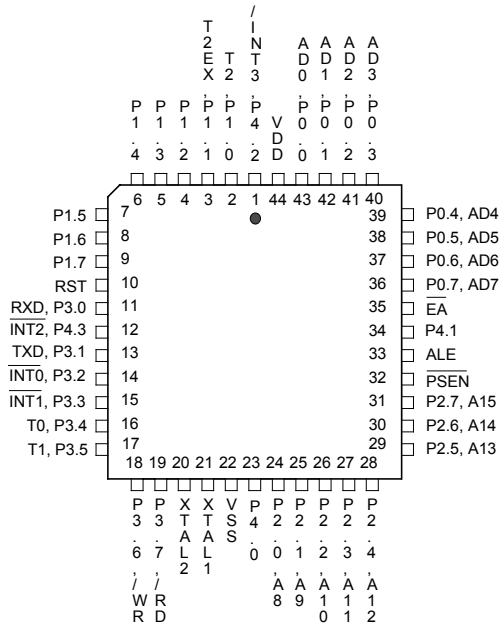 P1.4
P1.3
P1.2
T2EX,P1.1
T2,P1.0
/INT3,P4.2
VDD
AD0,P0.0
AD1,P0.1
AD2,P0.2
AD3,P0.3
6 5 4 3 2 1 44 43 42 41 40
P1.5 7
P1.6 8
P1.7 9
RST 10
RXD, P3.0 11
INT2, P4.3 12
TXD, P3.1 13
INT0, P3.2 14
INT1, P3.3 15
T0, P3.4 16
T1, P3.5 17
39 P0.4, AD4
38 P0.5, AD5
37 P0.6, AD6
36 P0.7, AD7
35 EA
34 P4.1
33 ALE
32 PSEN
31 P2.7, A15
30 P2.6, A14
29 P2.5, A13
18 19 20 21 22 23 24 25 26 27 28
P3.6,/WR
P3.7,/RD
XTAL2
XTAL1
VSS
P4.0
P2.0,A8
P2.1,A9
P2.2,A10
P2.3,A11
P2.4,A12